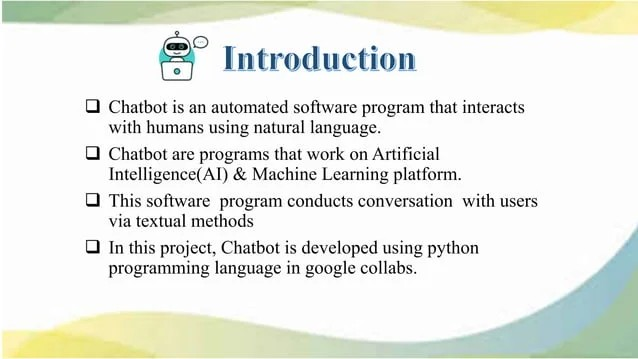 Introduction
❑ Chatbot is an automated software program that interacts
with humans using natural language.
❑ Chatbot are programs that work on Artificial
Intelligence(AI) & Machine Learning platform.
❑ This software program conducts conversation with users
via textual methods
❑ In this project, Chatbot is developed using python
programming language in google collabs.